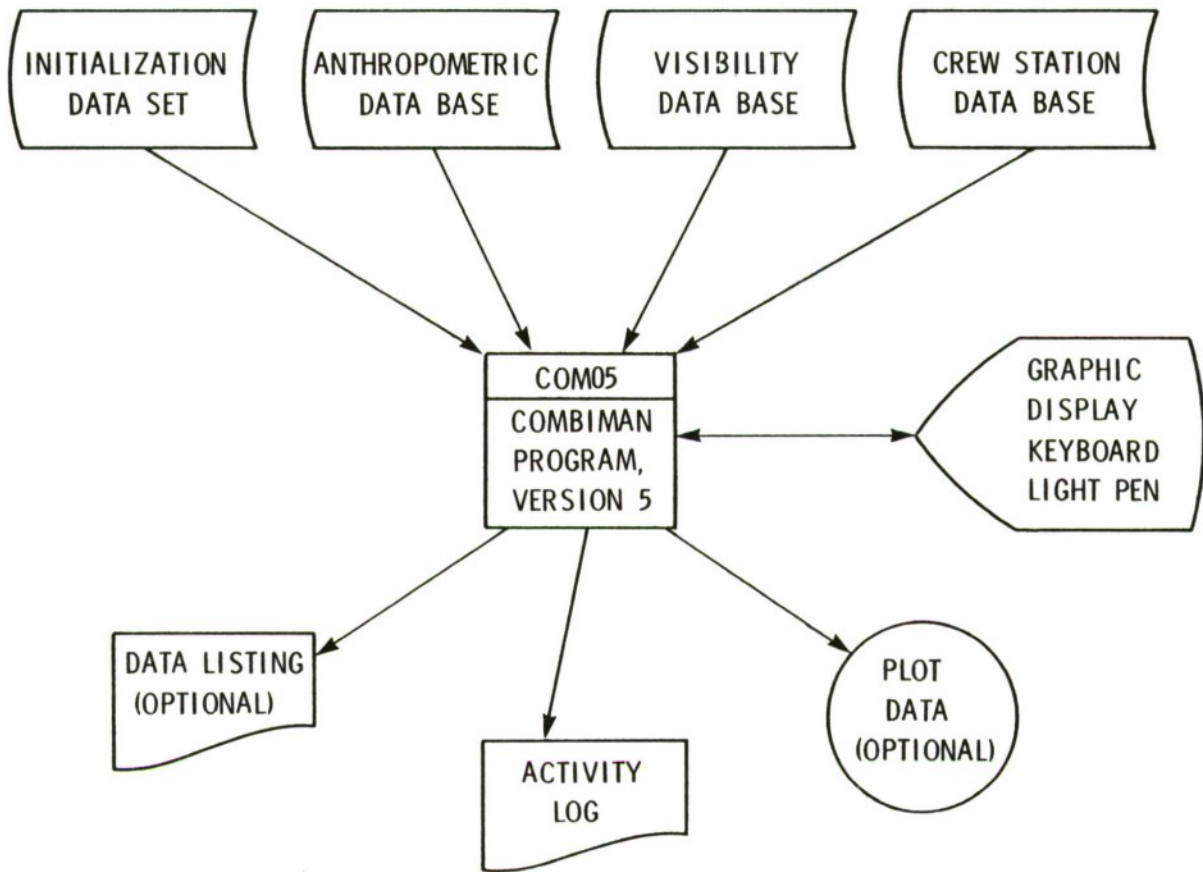 INITIALIZATION
DATA SET
ANTHROPOMETRIC
DATA BASE
VISIBILITY
DATA BASE
CREW STATION
DATA BASE
COM05
COMBIMAN
PROGRAM,
VERSION 5
GRAPHIC
DISPLAY
KEYBOARD
LIGHT PEN
DATA LISTING
(OPTIONAL)
ACTIVITY
LOG
PLOT
DATA
(OPTIONAL)